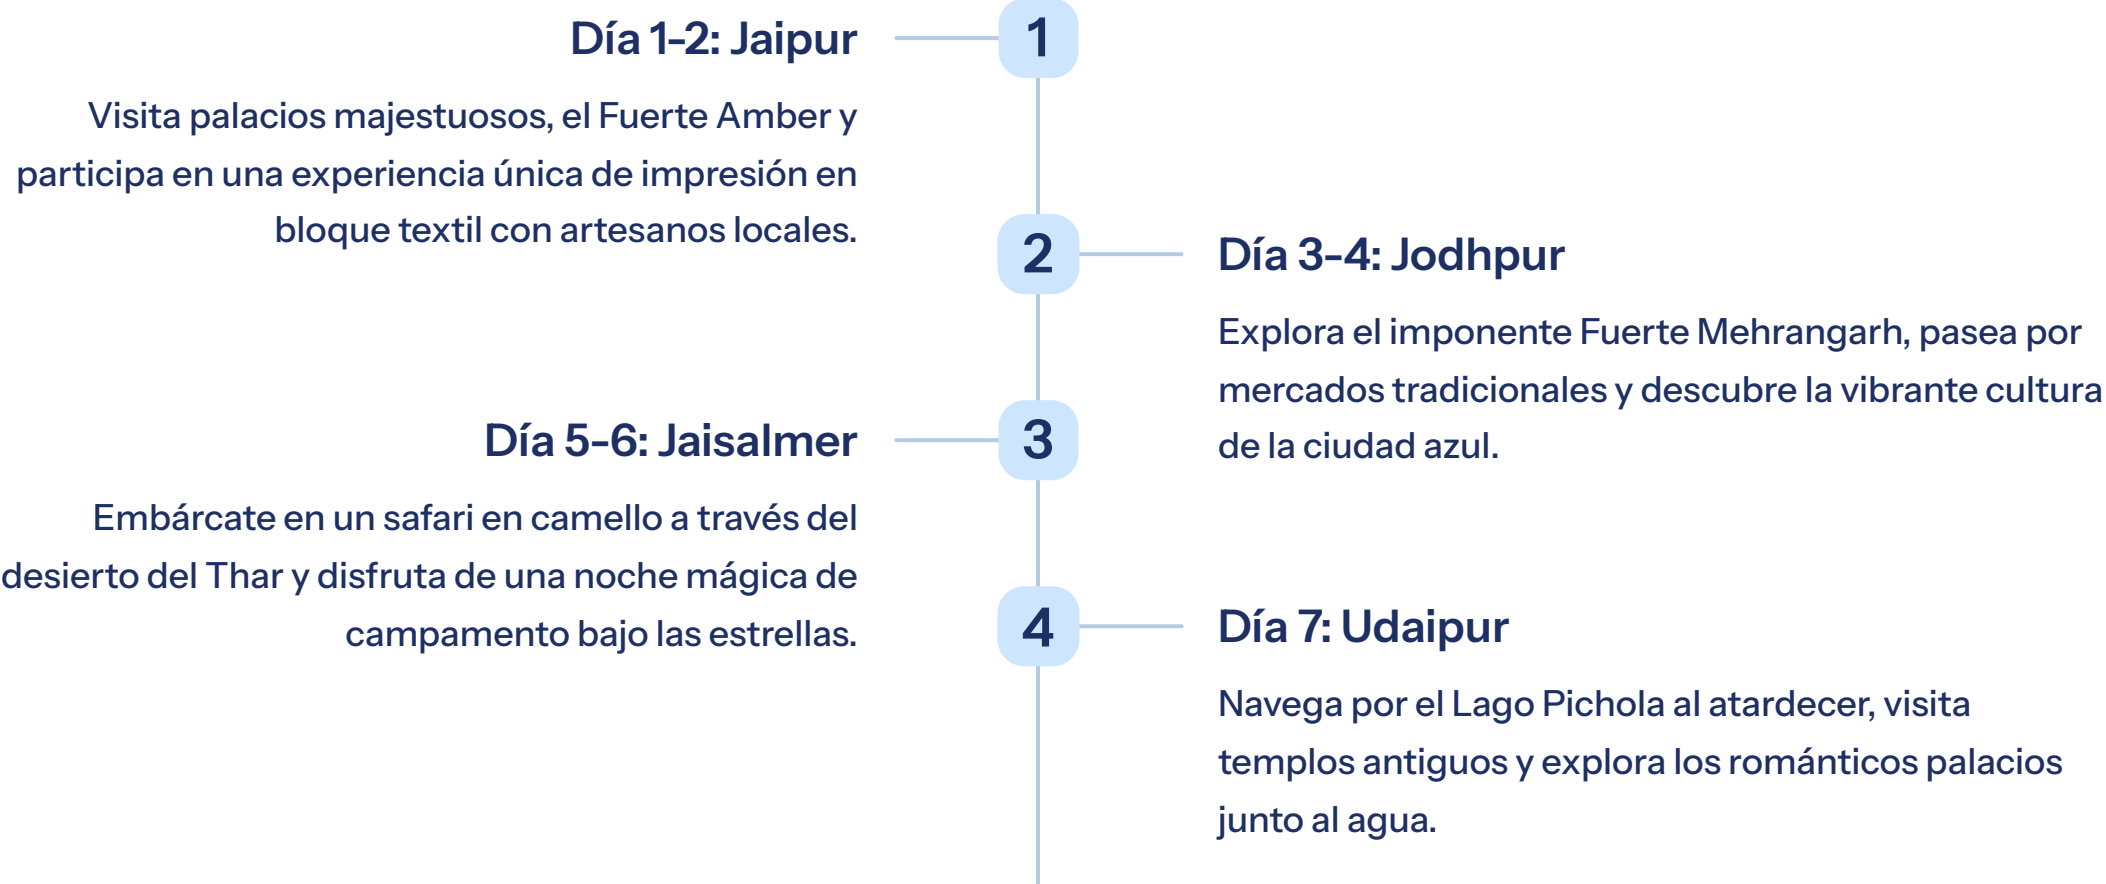 Día 1-2: Jaipur
1
Visita palacios majestuosos, el Fuerte Amber y
participa en una experiencia única de impresión en
bloque textil con artesanos locales.
2
Día 3-4: Jodhpur
Explora el imponente Fuerte Mehrangarh, pasea por
mercados tradicionales y descubre la vibrante cultura
de la ciudad azul.
Día 5-6: Jaisalmer
3
Embárcate en un safari en camello a través del
desierto del Thar y disfruta de una noche mágica de
campamento bajo las estrellas.
4
Día 7: Udaipur
Navega por el Lago Pichola al atardecer, visita
templos antiguos y explora los románticos palacios
junto al agua.